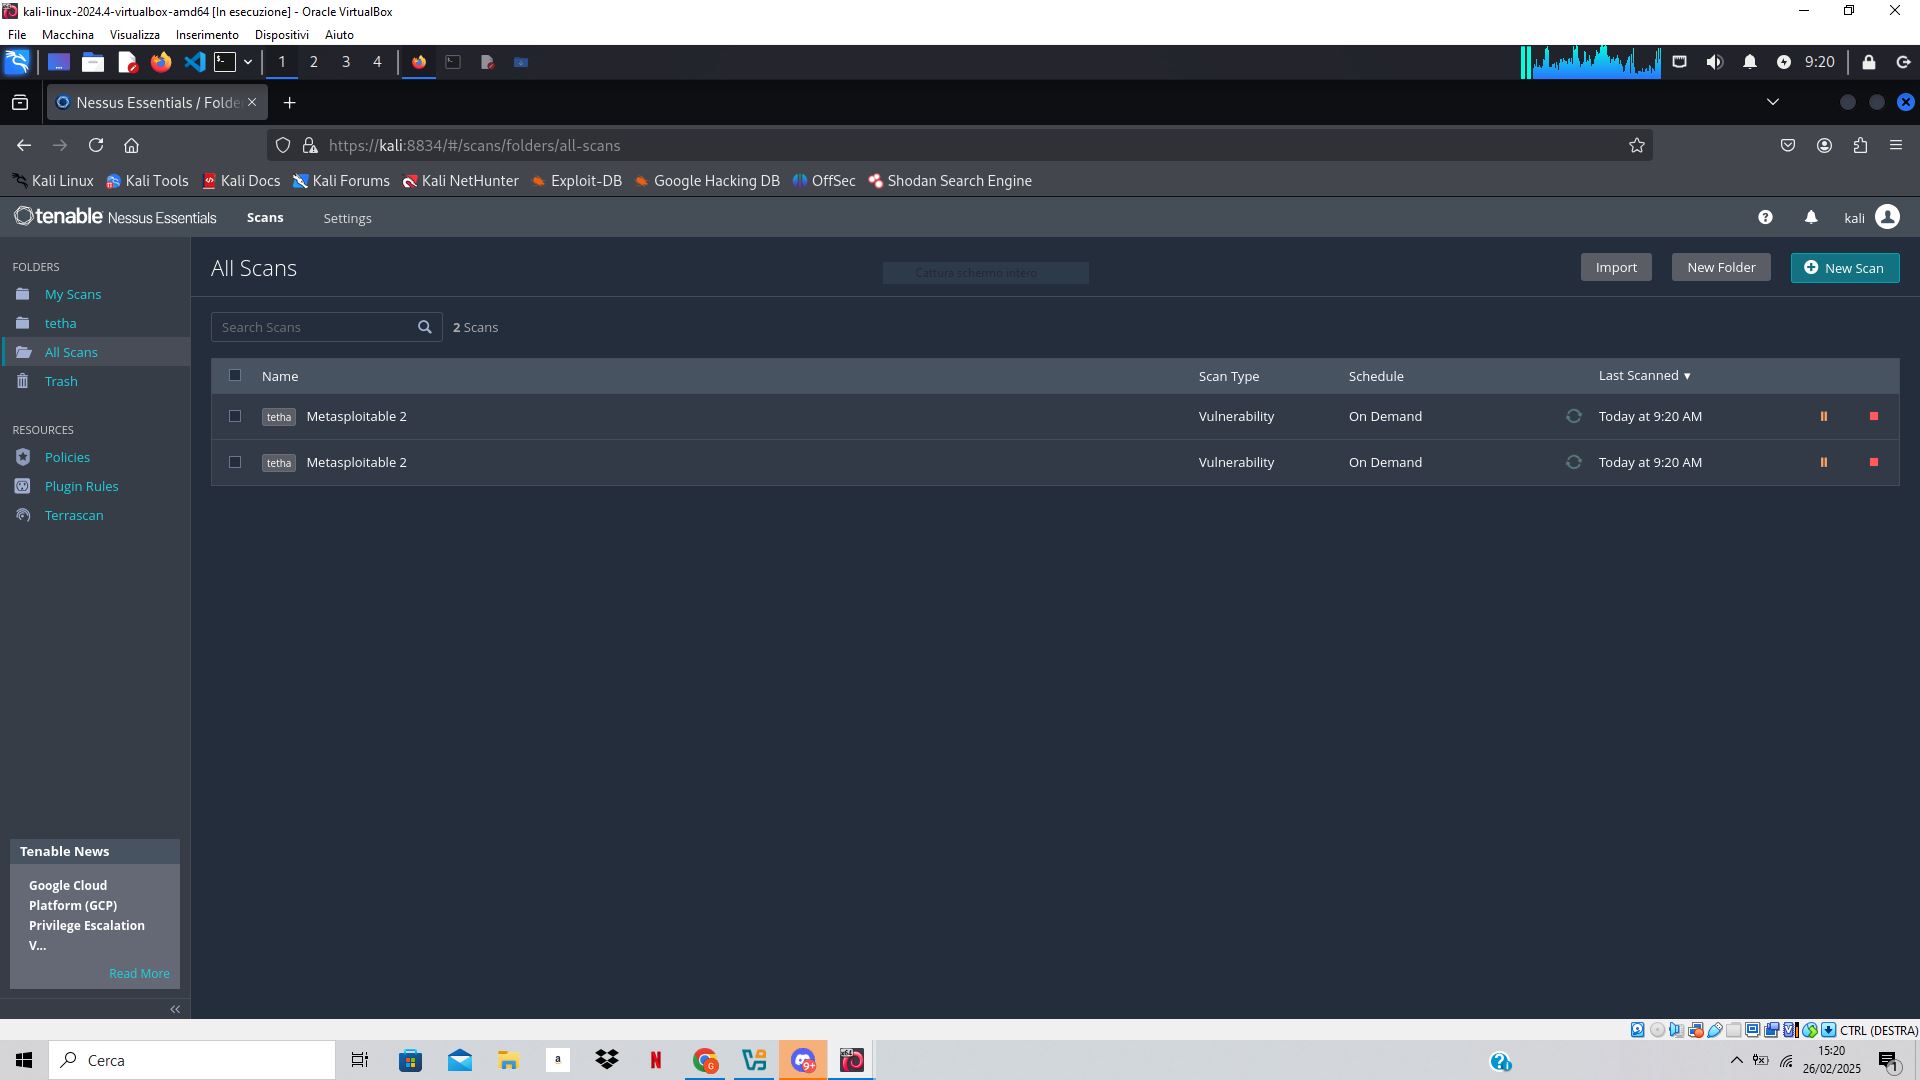 kali-linux-2024.4-virtualbox-amd64 [In esecuzione] - Oracle VirtualBox
File Macchina Visualizza Inserimento Dispositivi Aiuto
1 2 3 4 9:20
Nessus Essentials / Folde
https://kali:8834/#/scans/folders/all-scans
Kali Linux Kali Tools Kali Docs Kali Forums Kali NetHunter Exploit-DB Google Hacking DB OffSec Shodan Search Engine
tenable Nessus Essentials Scans Settings kali
FOLDERS
My Scans
tetha
All Scans
Trash
RESOURCES
Policies
Plugin Rules
Terrascan
Tenable News
Google Cloud
Platform (GCP)
Privilege Escalation
V...
Read More
All Scans
Cattura schermo intero
Import New Folder New Scan
Search Scans 2 Scans
Name Scan Type Schedule Last Scanned ▾
tetha Metasploitable 2 Vulnerability On Demand Today at 9:20 AM
tetha Metasploitable 2 Vulnerability On Demand Today at 9:20 AM
CTRL (DESTRA)
Cerca
a
N
G
9+
x64
15:20
26/02/2025
1